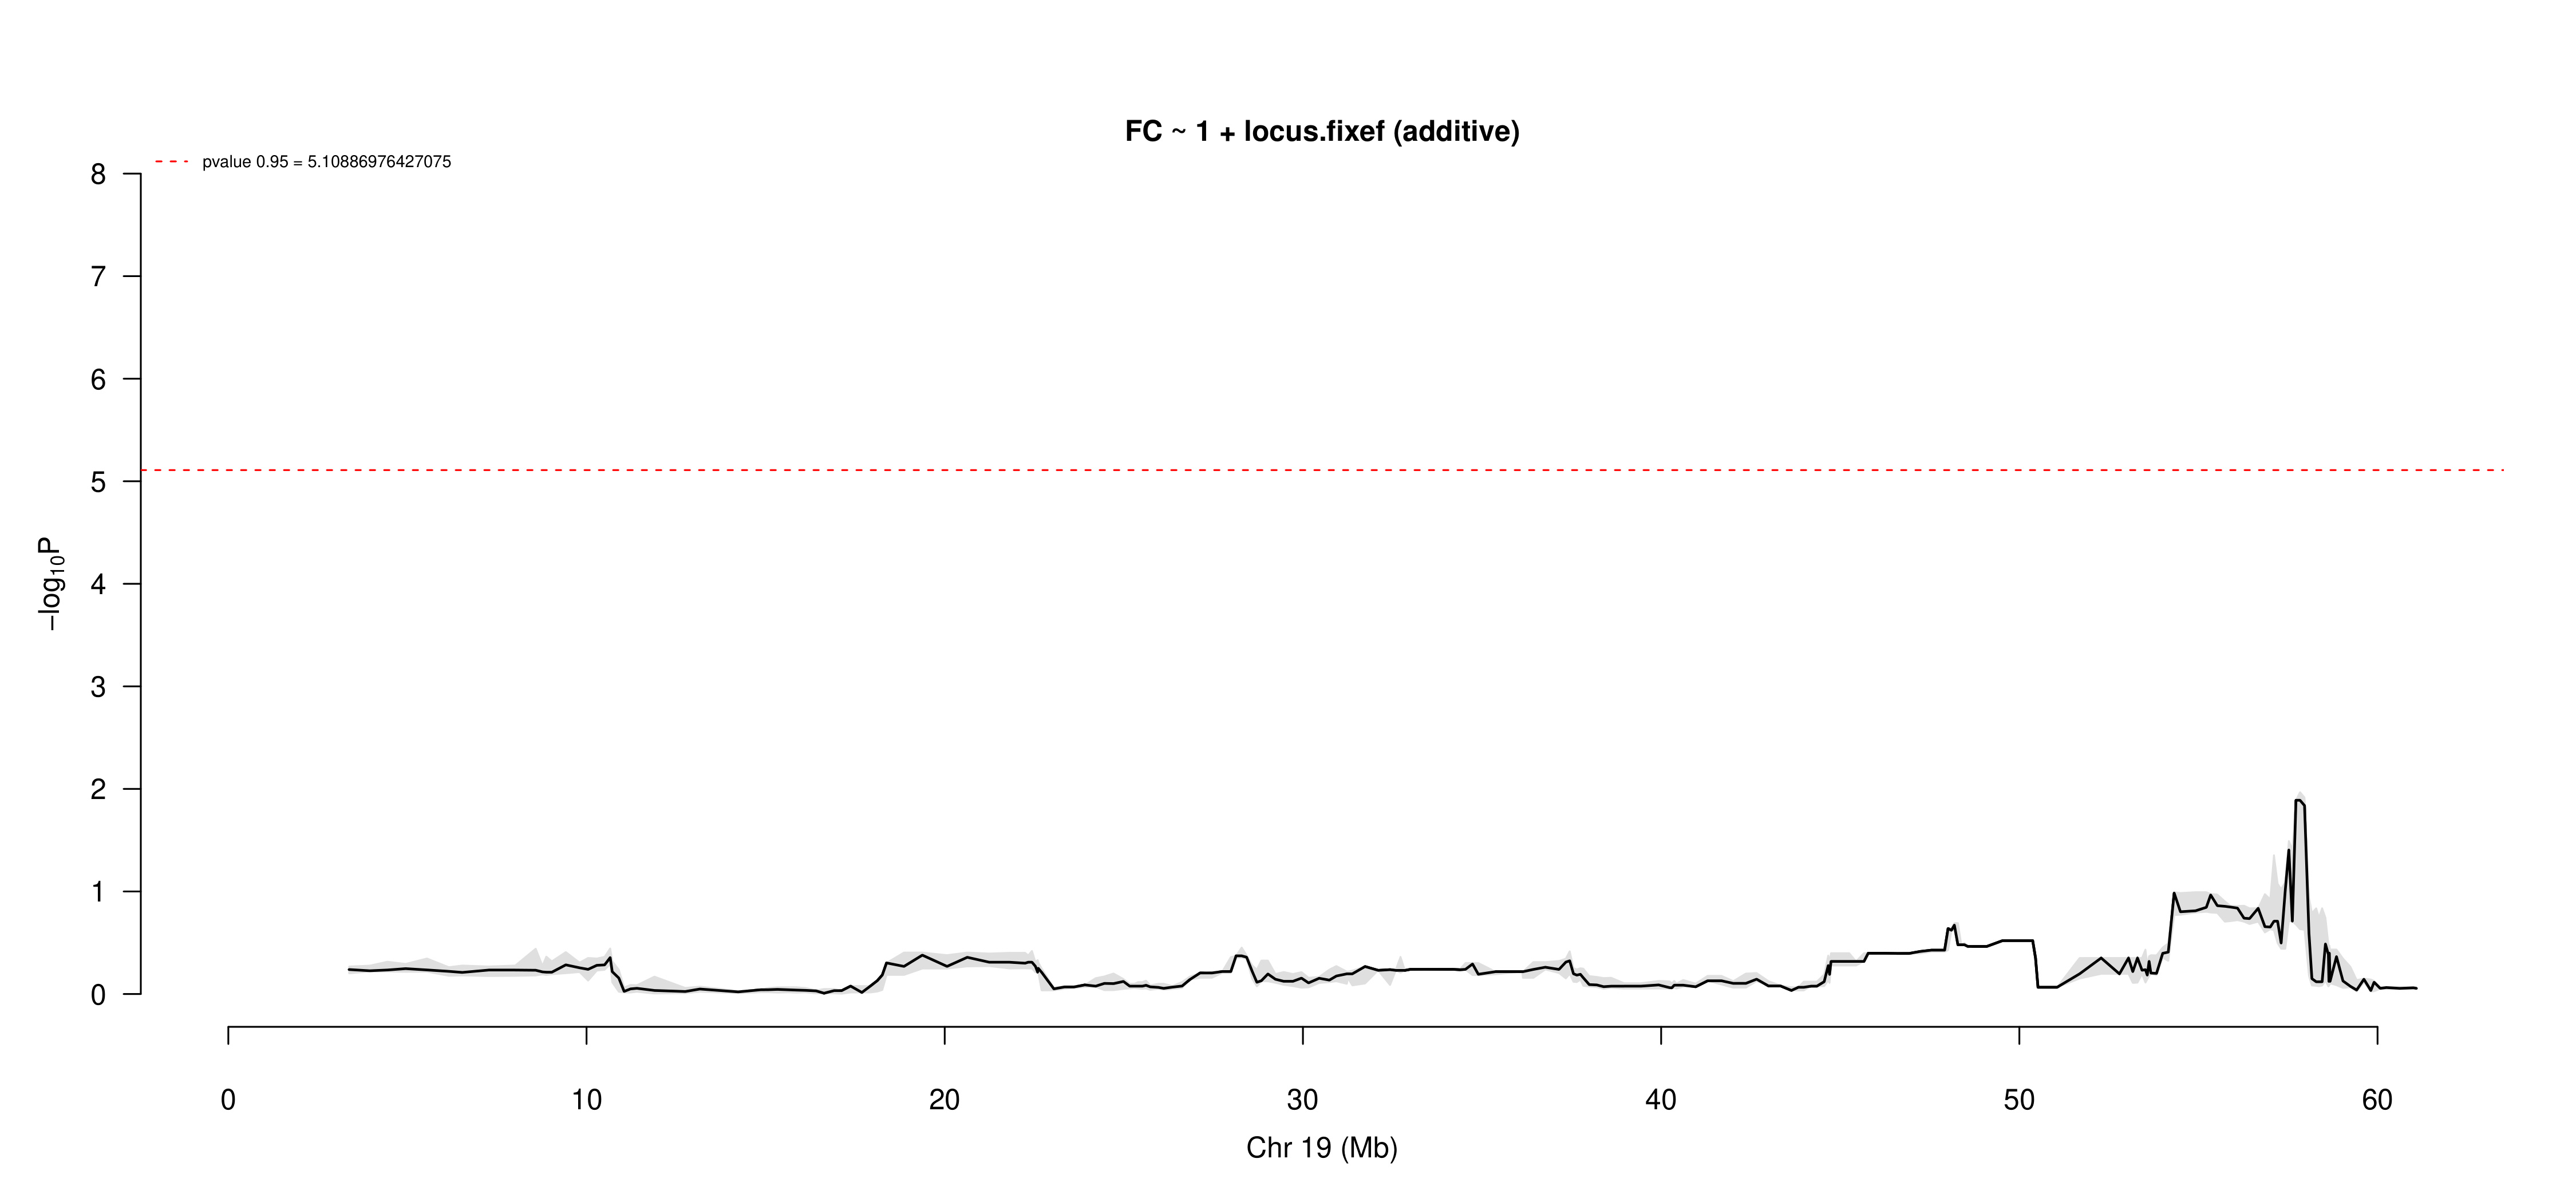 FC ~ 1 + locus.fixef (additive)
pvalue 0.95 = 5.10886976427075
8
7
6
5
4
3
2
1
0
−log10P
0 10 20 30 40 50 60
Chr 19 (Mb)